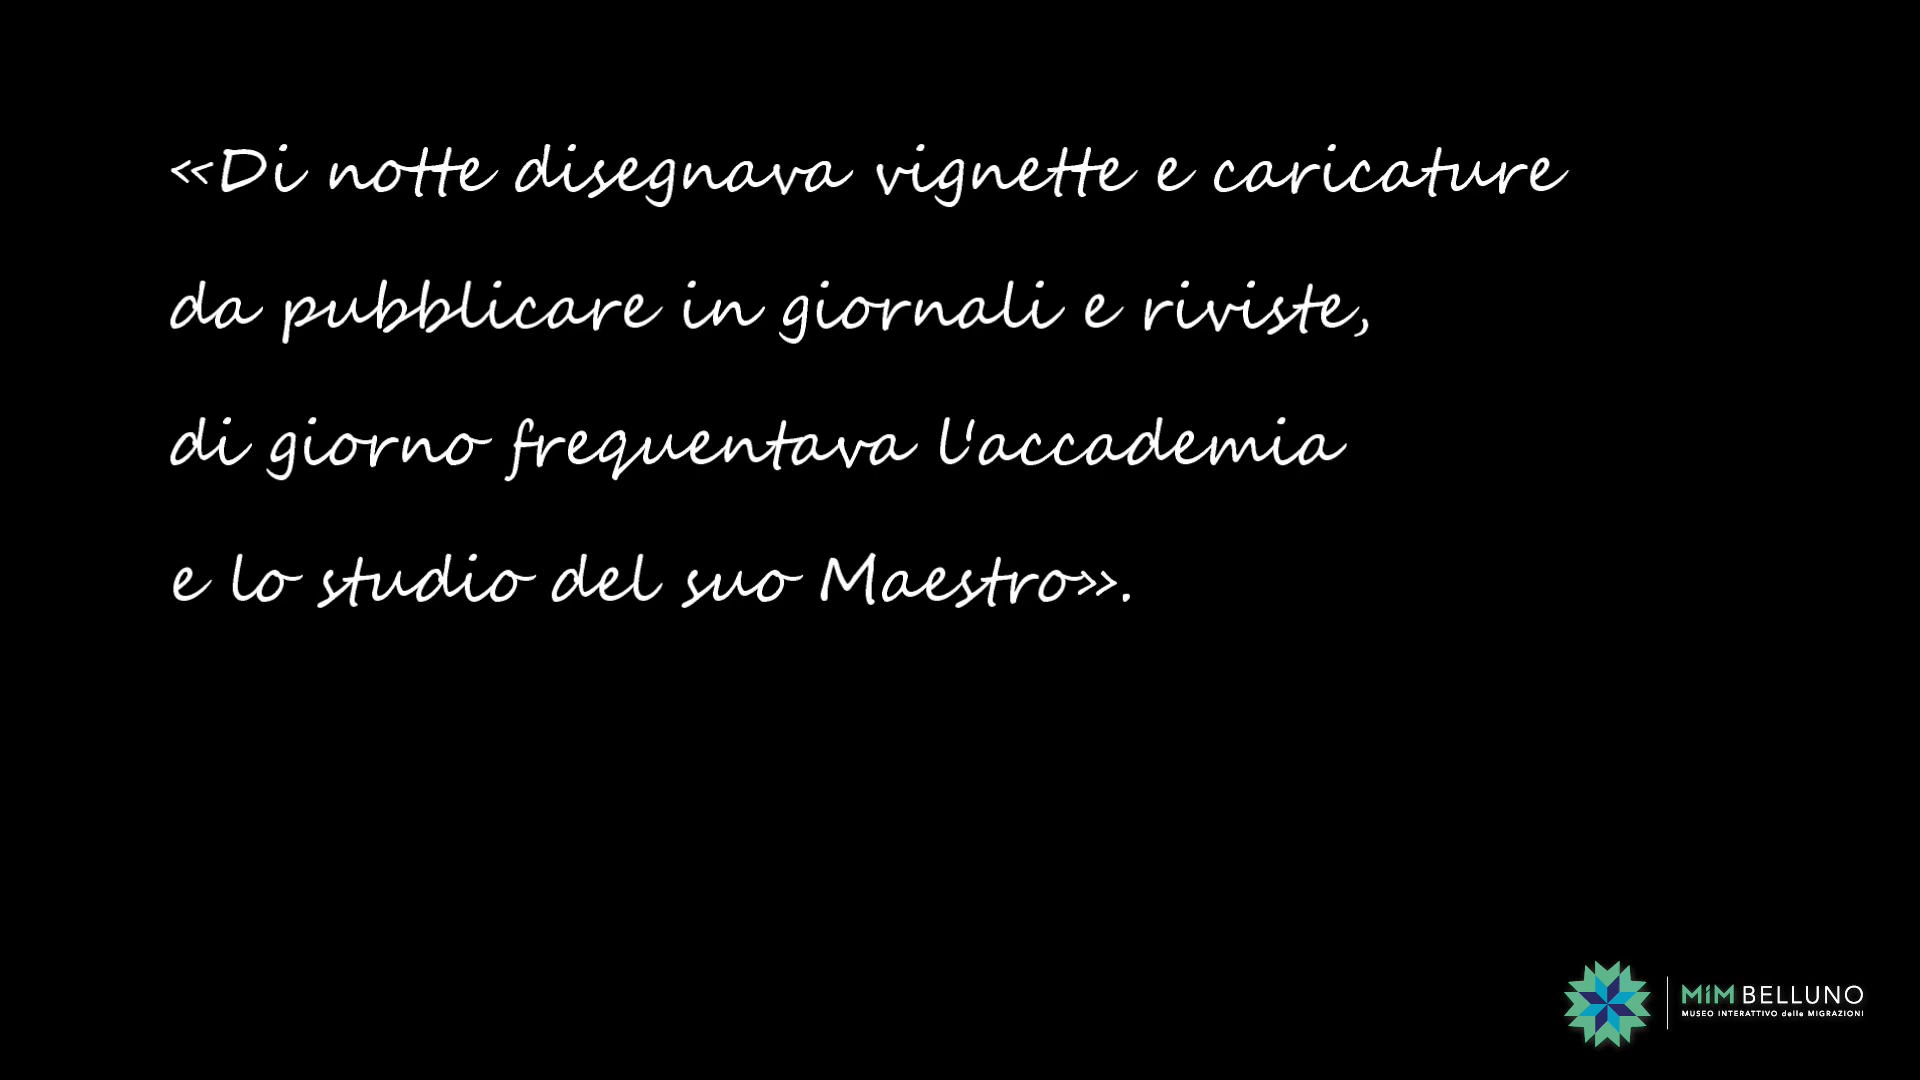 «Di notte disegnava vignette e caricature
da pubblicare in giornali e riviste,
di giorno frequentava l'accademia
e lo studio del suo Maestro».
MiM BELLUNO
MUSEO INTERATTIVO delle MIGRAZIONI